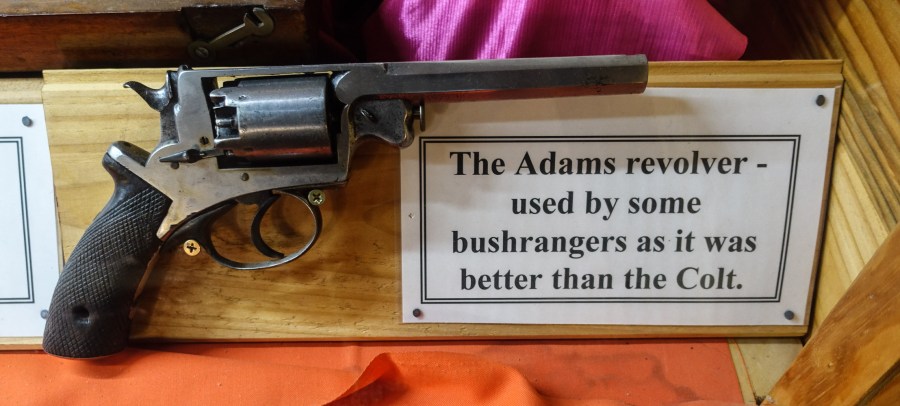 The Adams revolver -
used by some
bushrangers as it was
better than the Colt.